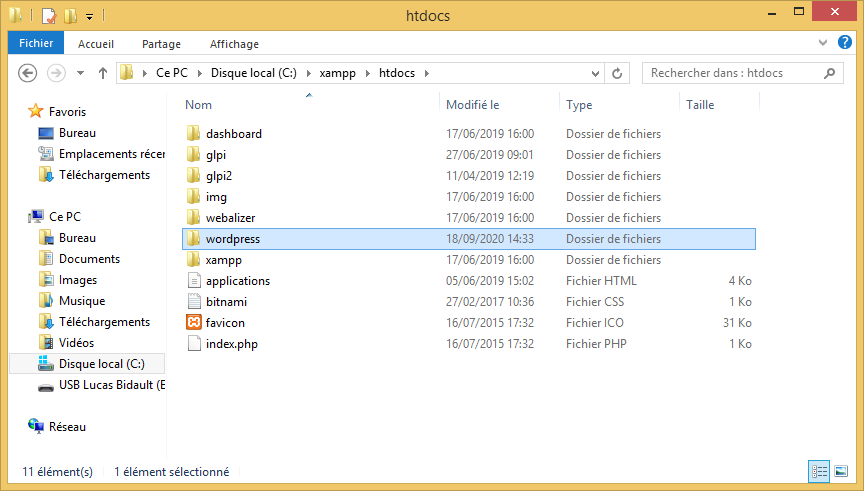 htdocs
Fichier Accueil Partage Affichage
Ce PC Disque local (C:) xampp htdocs Rechercher dans : htdocs
Nom Modifié le Type Taille
Favoris
Bureau
Emplacements récer
Téléchargements
Ce PC
Bureau
Documents
Images
Musique
Téléchargements
Vidéos
Disque local (C:)
USB Lucas Bidault (E
Réseau
dashboard 17/06/2019 16:00 Dossier de fichiers
glpi 27/06/2019 09:01 Dossier de fichiers
glpi2 11/04/2019 12:19 Dossier de fichiers
img 17/06/2019 16:00 Dossier de fichiers
webalizer 17/06/2019 16:00 Dossier de fichiers
wordpress 18/09/2020 14:33 Dossier de fichiers
xampp 17/06/2019 16:00 Dossier de fichiers
applications 05/06/2019 15:02 Fichier HTML 4 Ko
bitnami 27/02/2017 10:36 Fichier CSS 1 Ko
favicon 16/07/2015 17:32 Fichier ICO 31 Ko
index.php 16/07/2015 17:32 Fichier PHP 1 Ko
11 élément(s) 1 élément sélectionné